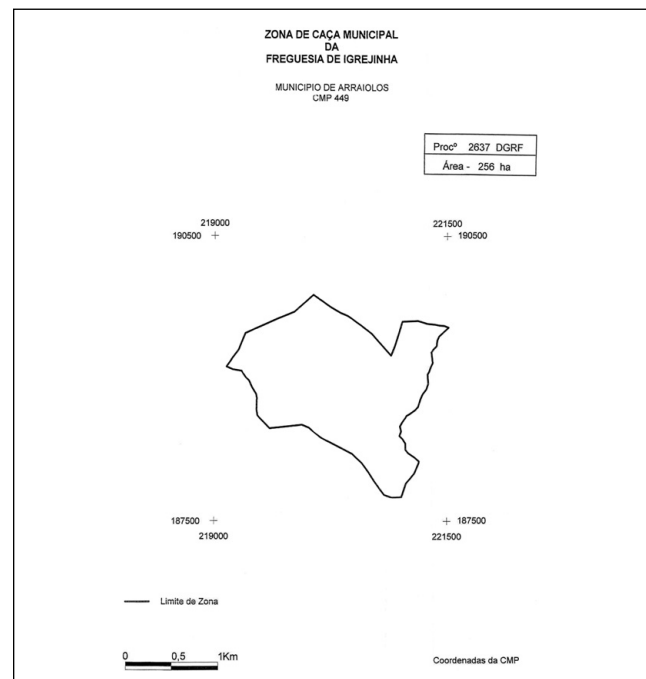 ZONA DE CAÇA MUNICIPAL
DA
FREGUESIA DE IGREJINHA
MUNICIPIO DE ARRAIOLOS
CMP 449
Procº 2637 DGRF
Área - 256 ha
219000
190500
221500
190500
187500
219000
187500
221500
Limite de Zona
0 0,5 1Km
Coordenadas da CMP